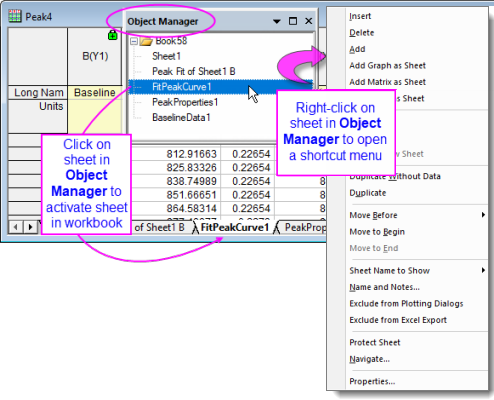 Peak4
Object Manager
Book58
Sheet1
Peak Fit of Sheet1 B
FitPeakCurve1
PeakProperties1
BaselineData1
B(Y1)
Long Nam
Baseline
Units
812.91663 0.22654 8
825.83326 0.22654
838.74989 0.22654 8
851.66651 0.22654 8
864.58314 0.22654 8
of Sheet1 B FitPeakCurve1 PeakProp
Click on
sheet in
Object
Manager to
activate sheet
in workbook
Right-click on
sheet in Object
Manager to open
a shortcut menu
Insert
Delete
Add
Add Graph as Sheet
Add Matrix as Sheet
as Sheet
Sheet
Duplicate Without Data
Duplicate
Move Before
Move to Begin
Move to End
Sheet Name to Show
Name and Notes...
Exclude from Plotting Dialogs
Exclude from Excel Export
Protect Sheet
Navigate...
Properties...